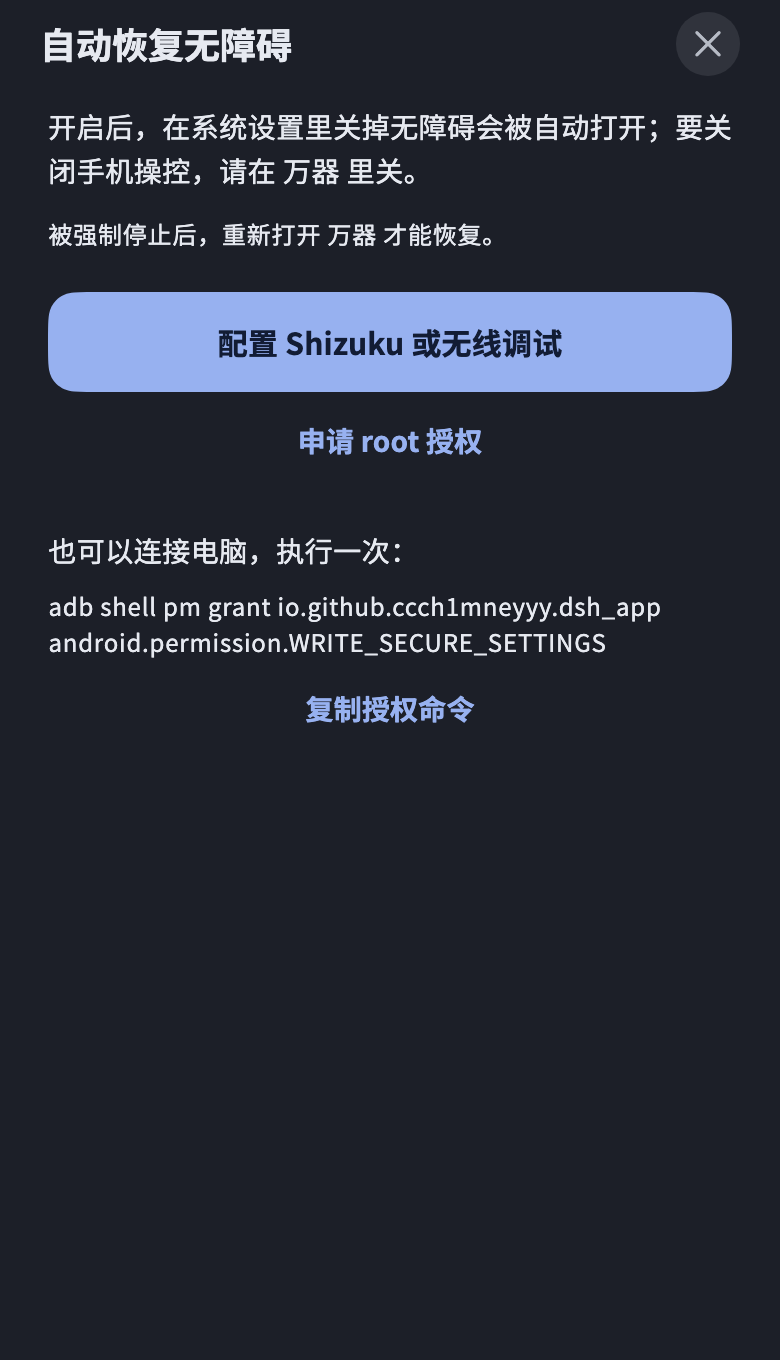 自动恢复无障碍
开启后，在系统设置里关掉无障碍会被自动打开；要关
闭手机操控，请在 万器 里关。
被强制停止后，重新打开 万器 才能恢复。
配置 Shizuku 或无线调试
申请 root 授权
也可以连接电脑，执行一次：
adb shell pm grant io.github.ccch1mneyyy.dsh_app
android.permission.WRITE_SECURE_SETTINGS
复制授权命令